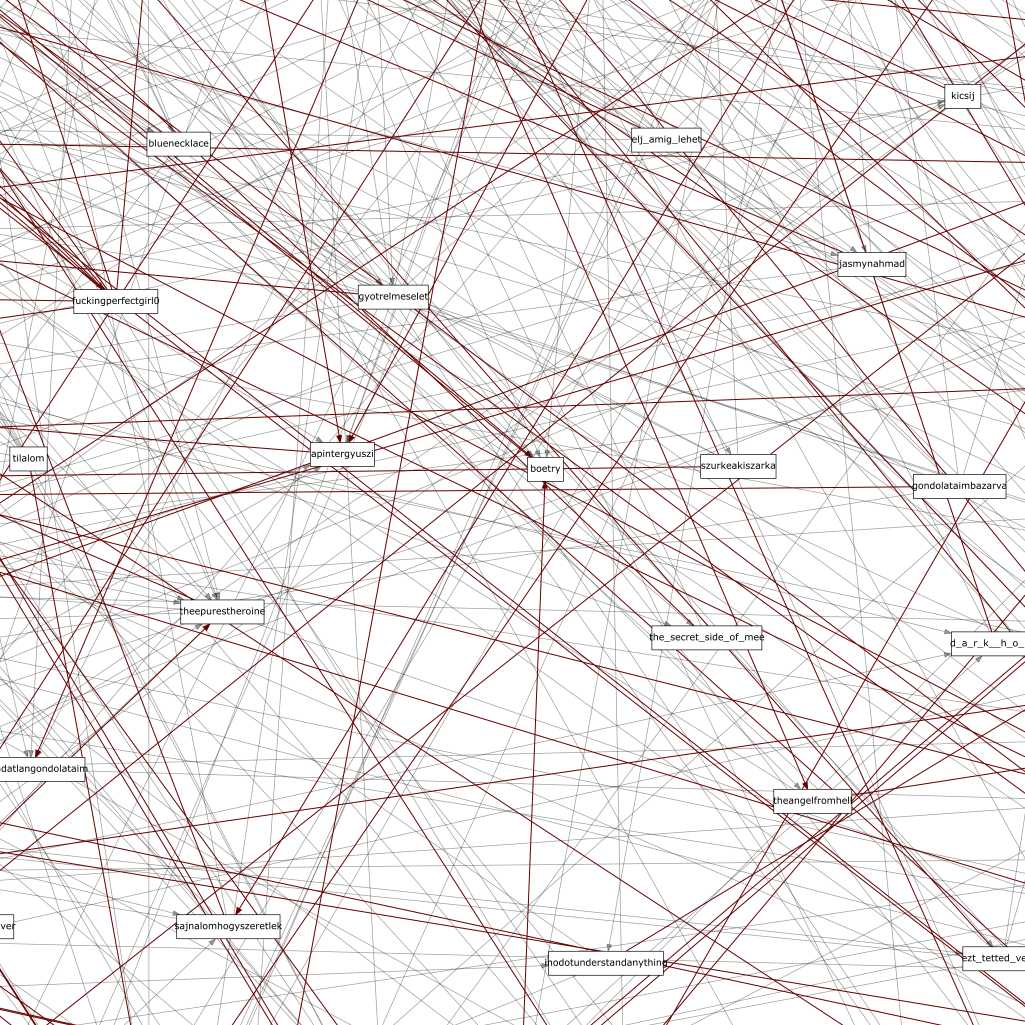 kicsij
bluenecklace
elj_amig_lehet
jasmynahmad
fuckingperfectgirl0
gyotrelmeselet
tilalom
apintergyuszi
boetry
szurkeakiszarka
gondolataimbazarva
theepurestheroine
the_secret_side_of_mee
d_a_r_k__h_o_
datlangondolataim
theangelfromhell
ver
sajnalomhogyszeretlek
inodotunderstandanything
ezt_tetted_ve